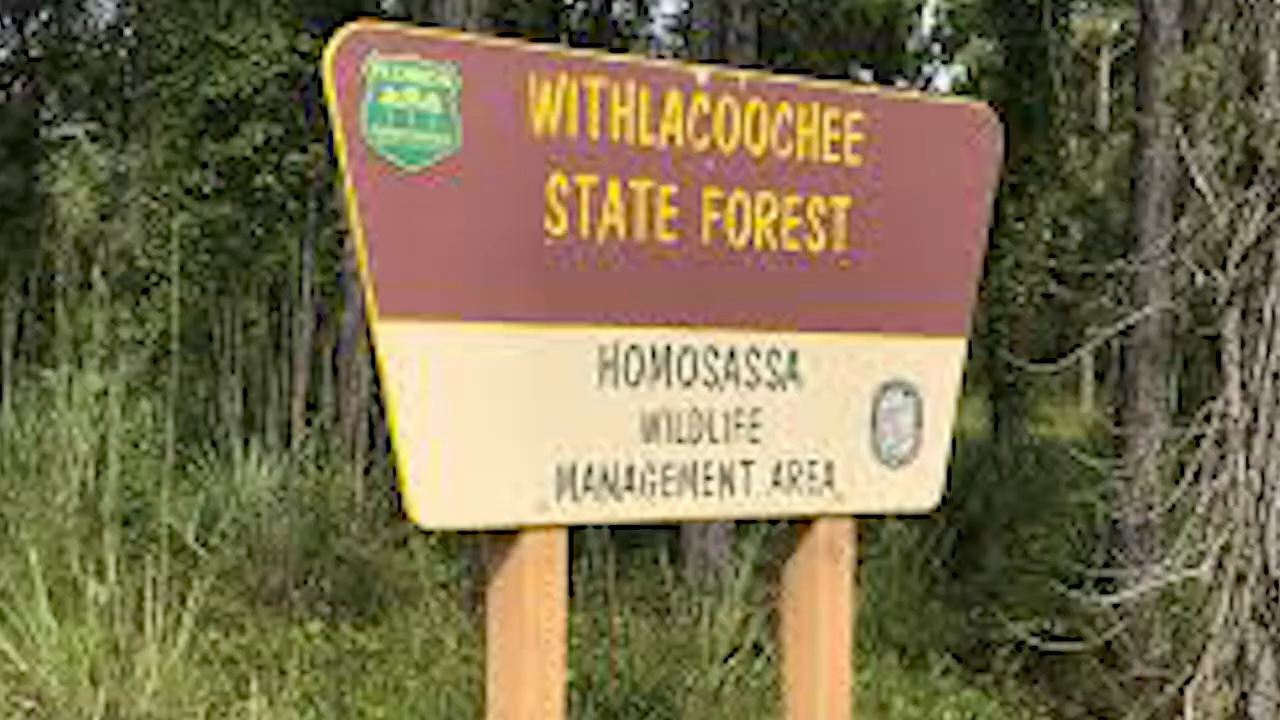 WITHLACOOCHEE
STATE FOREST
HOMOSASSA
WILDLIFE
MANAGEMENT AREA